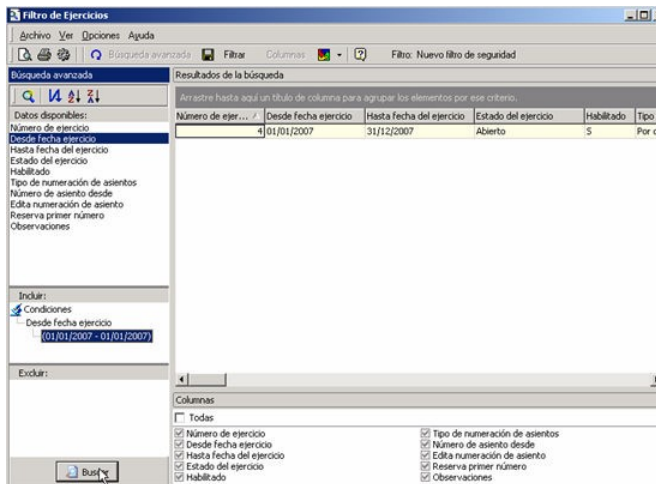 Filtro de Ejercicios
Archivo Ver Opciones Ayuda
Búsqueda avanzada Filtrar Columnas Filtro: Nuevo filtro de seguridad
Búsqueda avanzada
Datos disponibles:
Número de ejercicio
Desde fecha ejercicio
Hasta fecha del ejercicio
Estado del ejercicio
Habilitado
Tipo de numeración de asientos
Número de asiento desde
Edita numeración de asiento
Reserva primer número
Observaciones
Incluir:
Condiciones
Desde fecha ejercicio
(01/01/2007 - 01/01/2007)
Excluir:
Buscar
Resultados de la búsqueda
Arrastre hasta aquí un título de columna para agrupar los elementos por ese criterio.
Número de ejer... Desde fecha ejercicio Hasta fecha del ejercicio Estado del ejercicio Habilitado Tipo
4 01/01/2007 31/12/2007 Abierto S Por
Columnas
Todas
Número de ejercicio Tipo de numeración de asientos
Desde fecha ejercicio Número de asiento desde
Hasta fecha del ejercicio Edita numeración de asiento
Estado del ejercicio Reserva primer número
Habilitado Observaciones